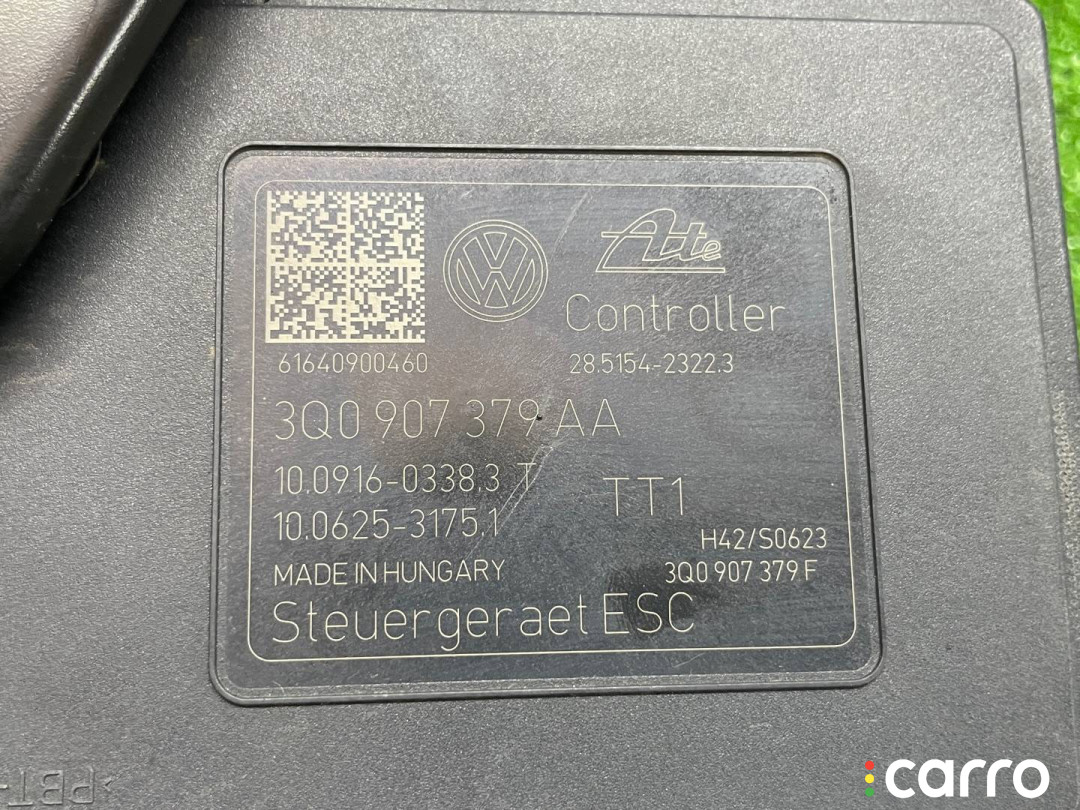 Ate
Controller
61640900460
28.5154-2322.3
3Q0 907 379 AA
10.0916-0338.3 T
TT1
10.0625-3175.1
H42/S0623
MADE IN HUNGARY
3Q0 907 379 F
Steuergeraet ESC
>PBT-
carro